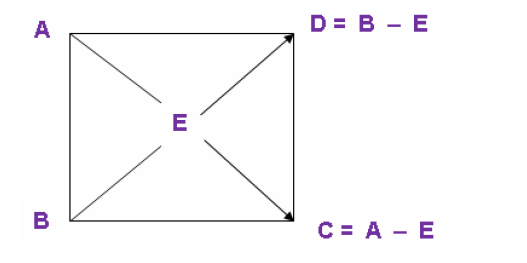 A
D = B – E
E
B
C = A – E